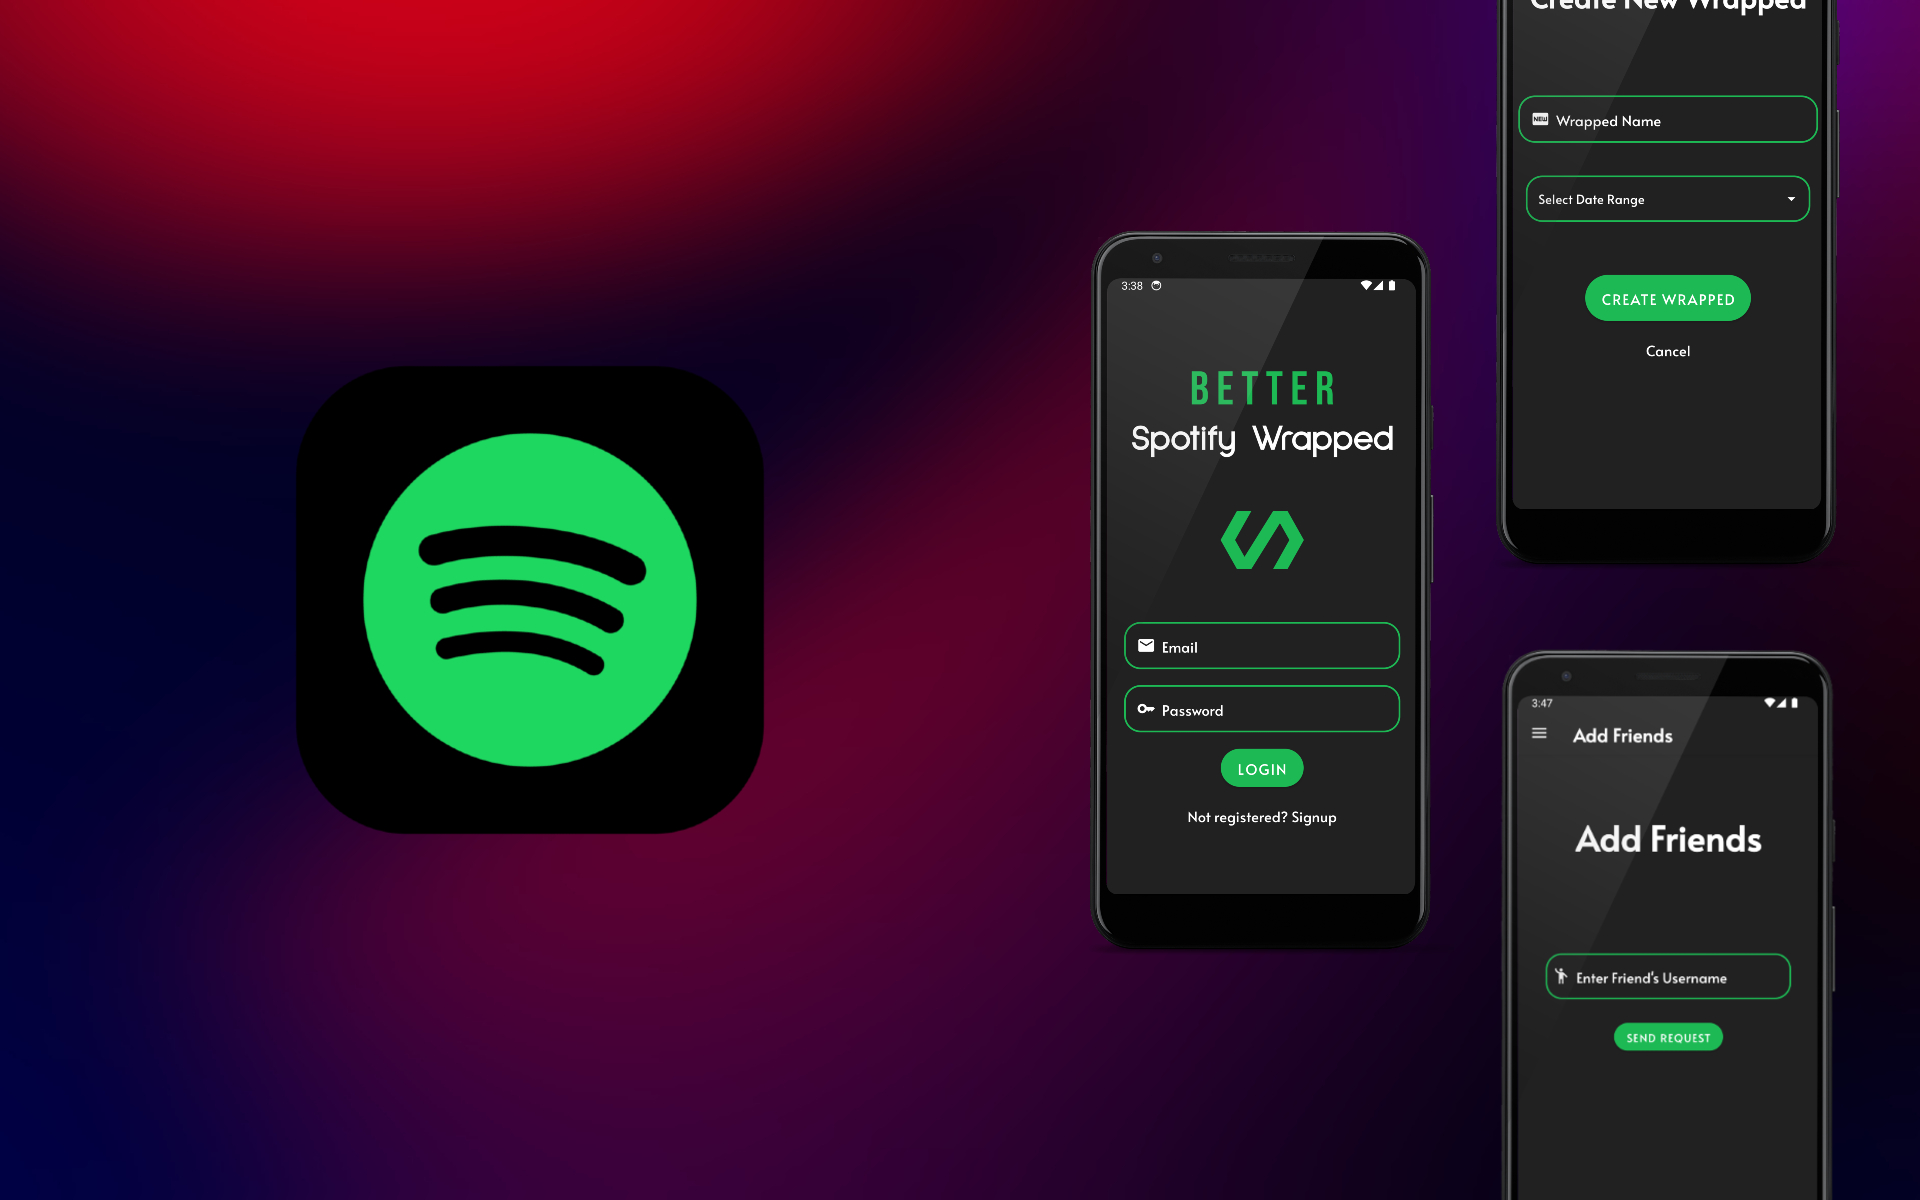 3:38
BETTER
Spotify Wrapped
Email
Password
LOGIN
Not registered? Signup
Create New Wrapped
NEW
Wrapped Name
Select Date Range
CREATE WRAPPED
Cancel
3:47
Add Friends
Add Friends
Enter Friend's Username
SEND REQUEST